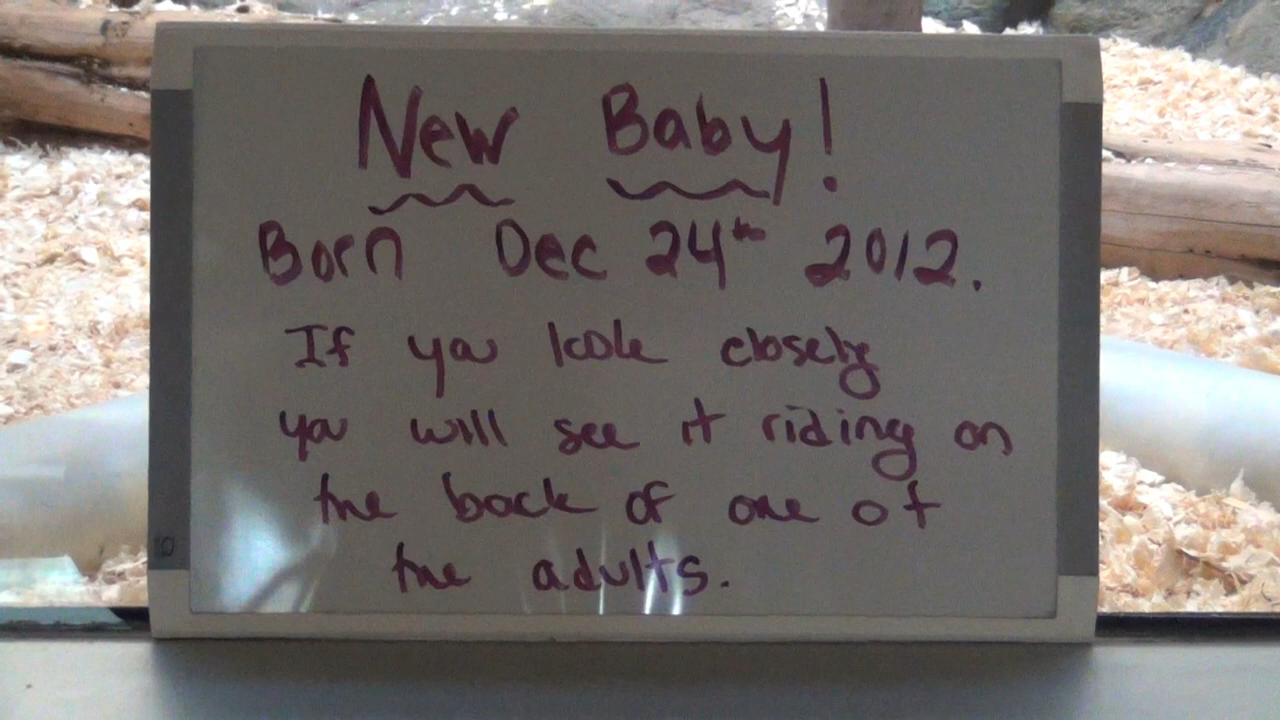 New Baby!
Born Dec 24th 2012.
If you look closely
you will see it riding on
the back of one of
the adults.